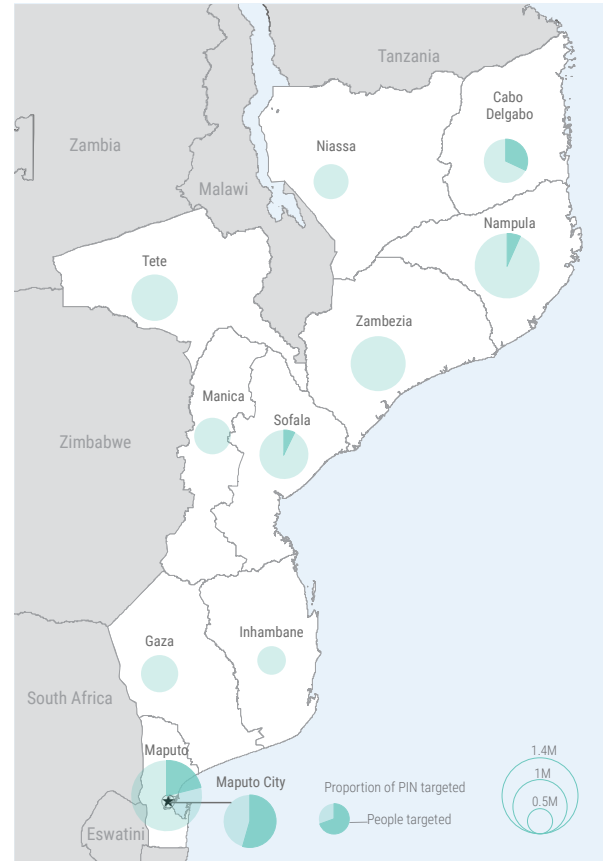 Tanzania
Cabo
Delgabo
Zambia
Niassa
Malawi
Nampula
Tete
Zambezia
Manica
Sofala
Zimbabwe
Gaza
Inhambane
South Africa
Maputo
1.4M
1M
0.5M
Maputo City
Proportion of PIN targeted
People targeted
Eswatini